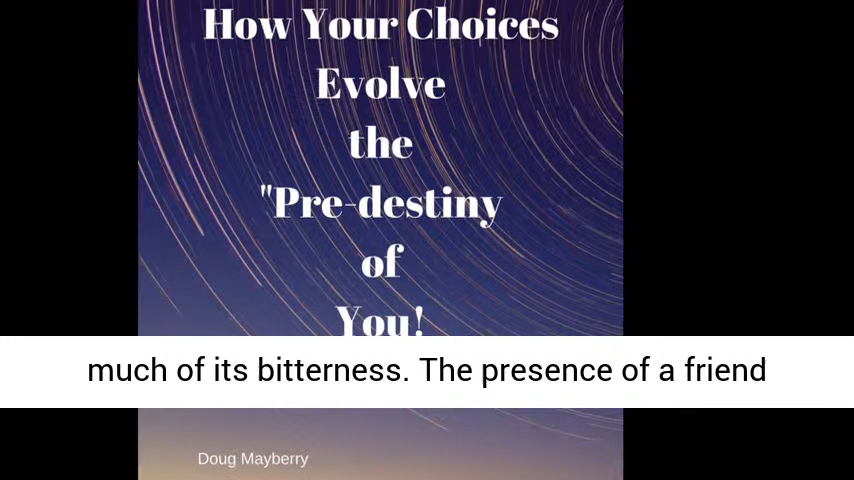 How Your Choices
Evolve
the
"Pre-destiny
of
You!
much of its bitterness. The presence of a friend
Doug Mayberry